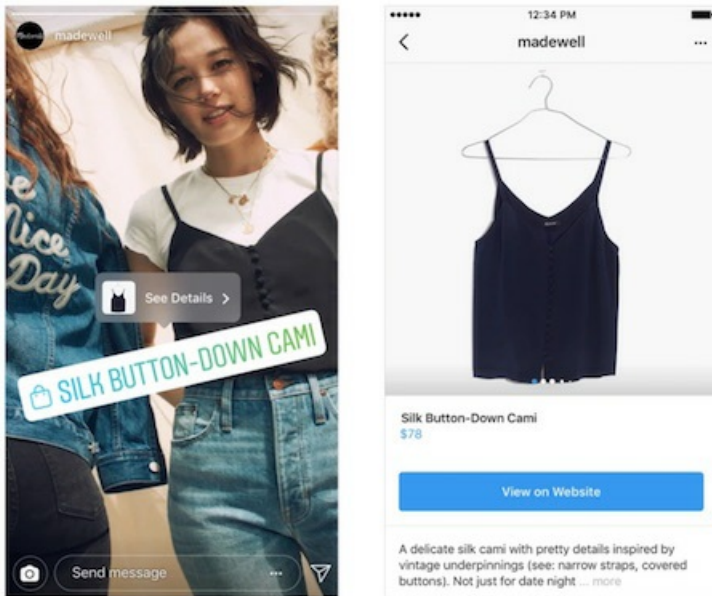 madewell
e
Nice
Day
See Details
SILK BUTTON-DOWN CAMI
Send message
12:34 PM
madewell
Silk Button-Down Cami
$78
View on Website
A delicate silk cami with pretty details inspired by
vintage underpinnings (see: narrow straps, covered
buttons). Not just for date night ... more